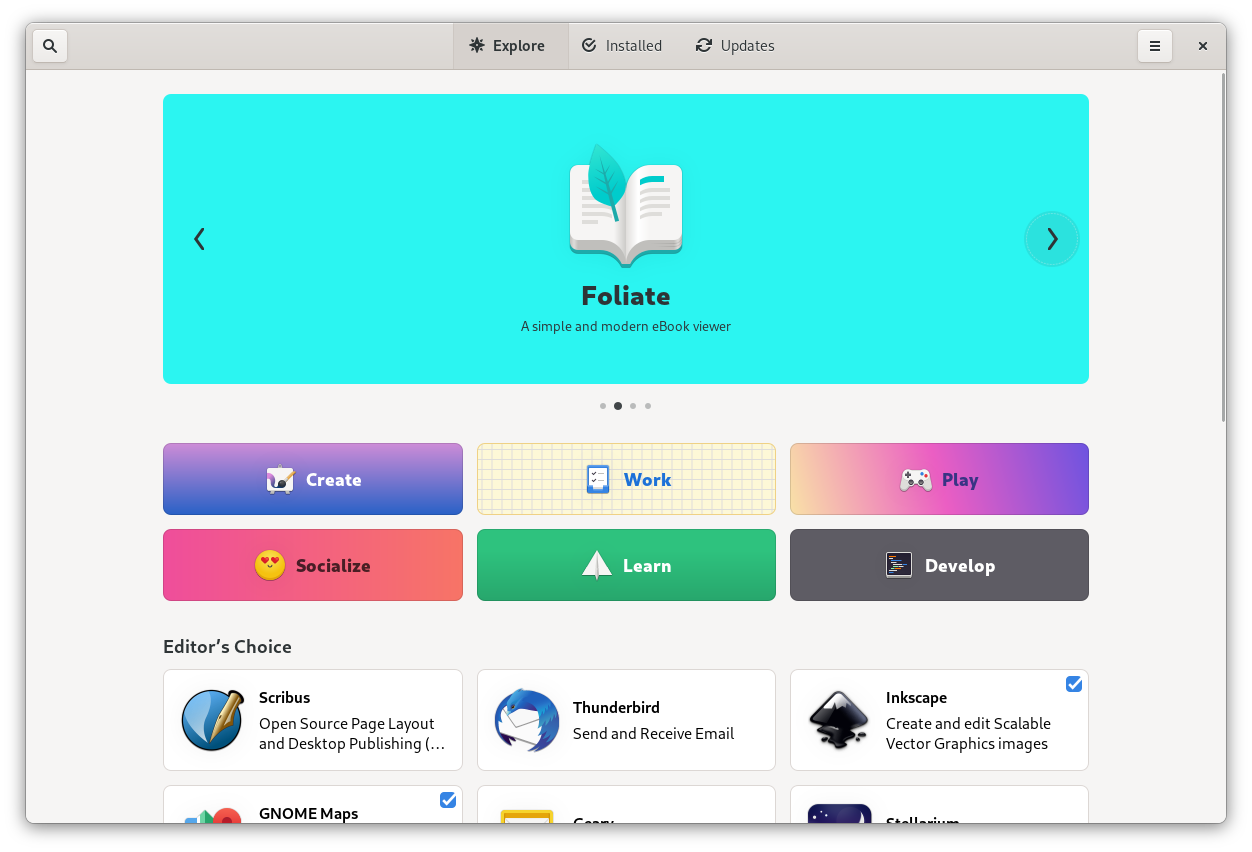 Explore
Installed
Updates
Foliate
A simple and modern eBook viewer
Create
Work
Play
Socialize
Learn
Develop
Editor’s Choice
Scribus
Open Source Page Layout
and Desktop Publishing (…
Thunderbird
Send and Receive Email
Inkscape
Create and edit Scalable
Vector Graphics images
GNOME Maps
Geary
Stellarium